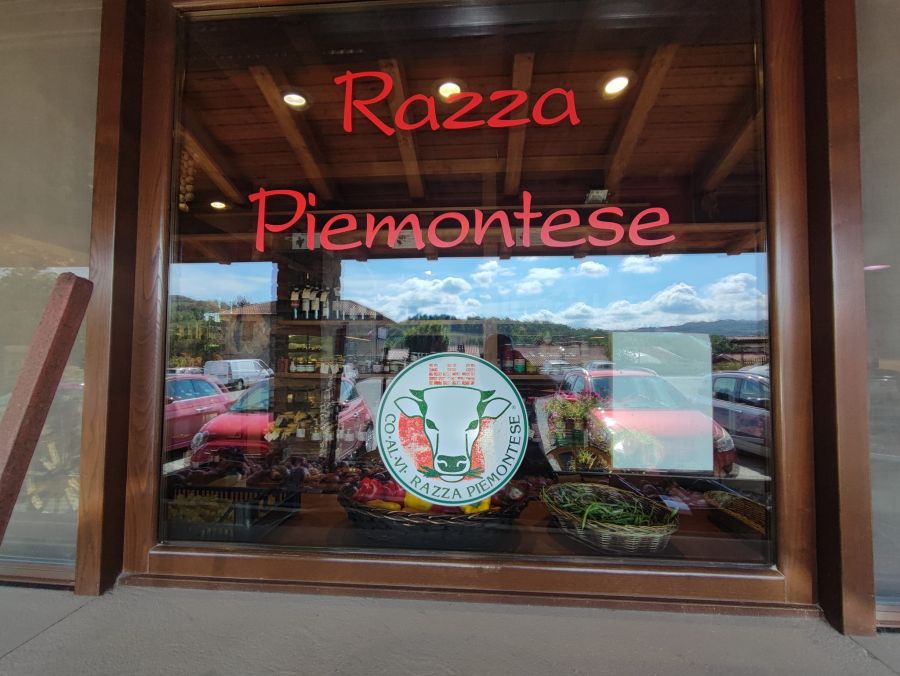 Razza
Piemontese
CO·AL·VI· RAZZA PIEMONTESE ®